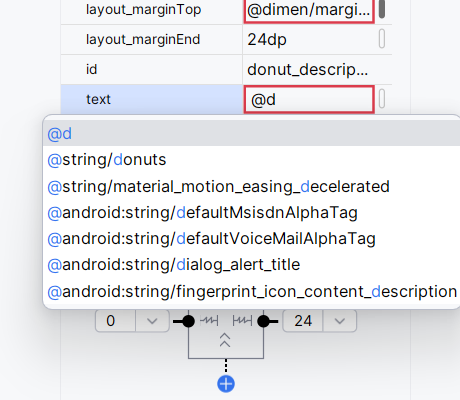 layout_marginTop @dimen/margi...
layout_marginEnd 24dp
id donut_descrip...
text @d
@d
@string/donuts
@string/material_motion_easing_decelerated
@android:string/defaultMsisdnAlphaTag
@android:string/defaultVoiceMailAlphaTag
@android:string/dialog_alert_title
@android:string/fingerprint_icon_content_description
0 24